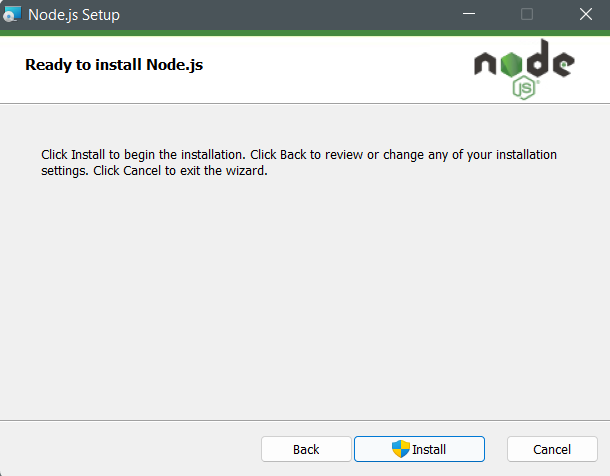 Node.js Setup
Ready to install Node.js
node
JS
Click Install to begin the installation. Click Back to review or change any of your installation
settings. Click Cancel to exit the wizard.
Back
Install
Cancel